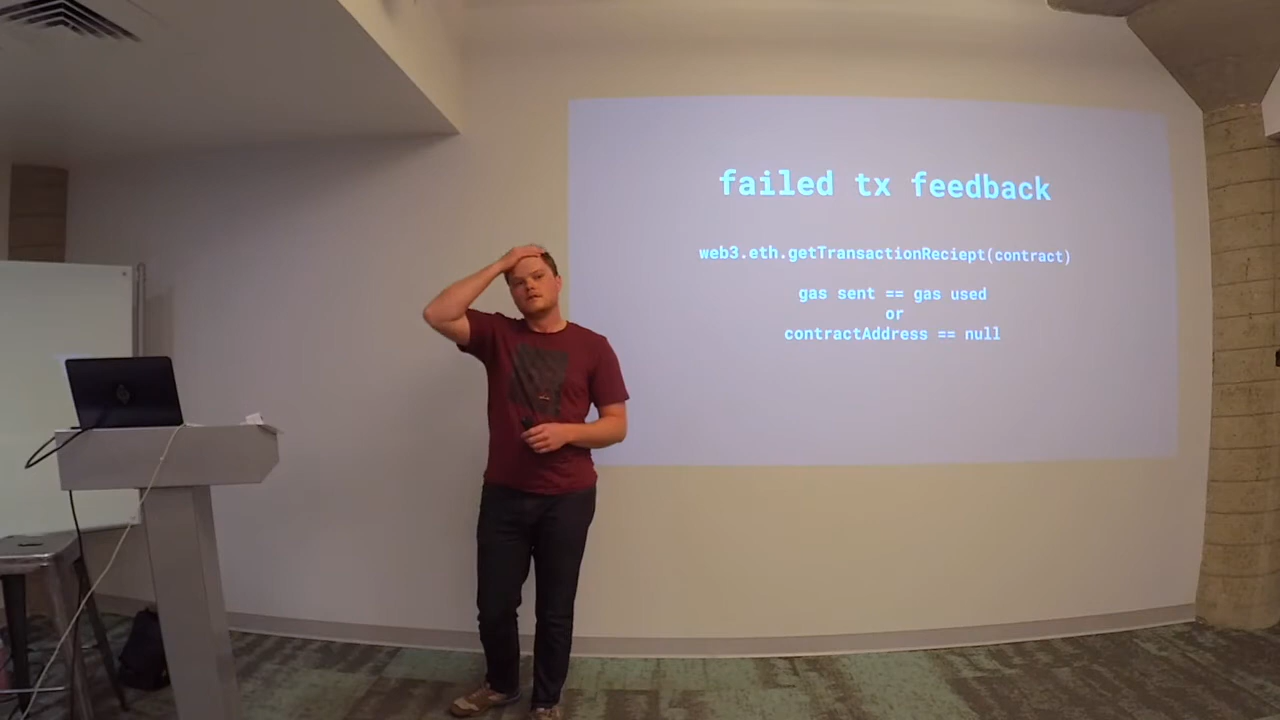 failed tx feedback
web3.eth.getTransactionReciept(contract)
gas sent == gas used
or
contractAddress == null